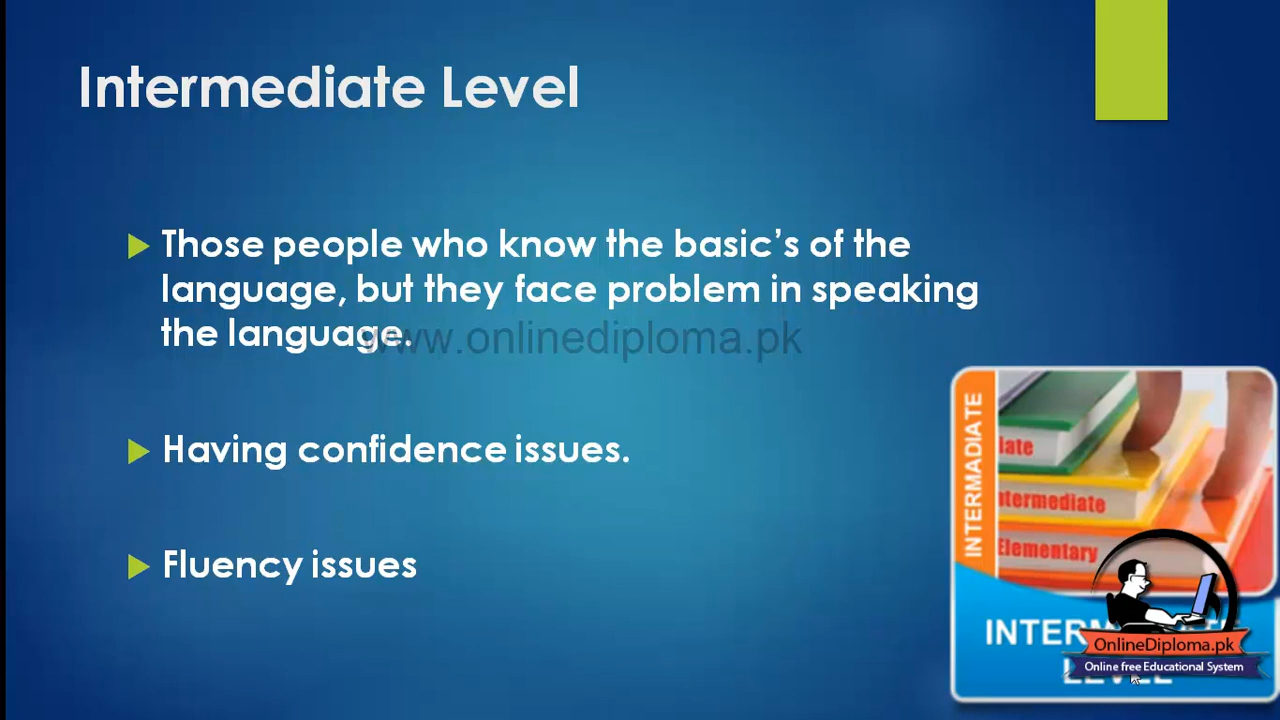 Intermediate Level
Those people who know the basic's of the
language, but they face problem in speaking
the language.
www.onlinediploma.pk
Having confidence issues.
Fluency issues
INTERMADIATE
Intermediate
Elementary
OnlineDiploma.pk
Online free Educational System